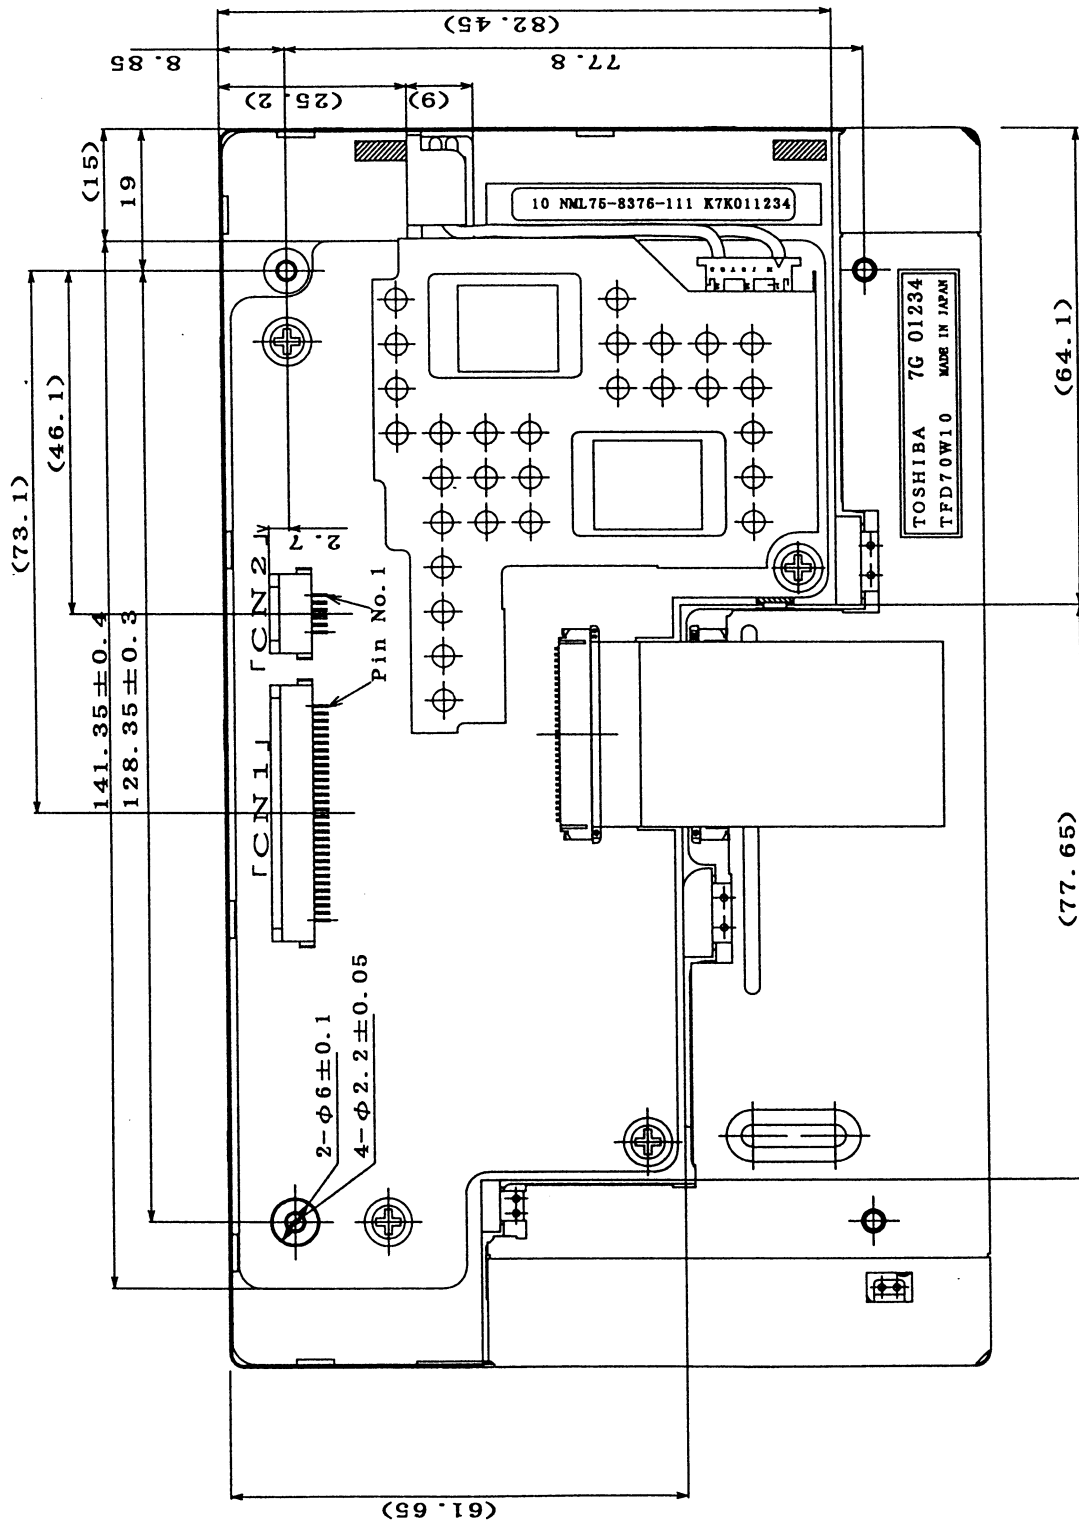 (82.45)
8.85
77.8
(25.2)
(9)
(15)
19
10 NML75-8376-111 K7K011234
(46.1)
(73.1)
(64.1)
TOSHIBA 7G 01234
TFD70W10 MADE IN JAPAN
2.7
「CN2」
Pin No.1
141.35±0.4
128.35±0.3
「CN1」
(77.65)
2-φ6±0.1
4-φ2.2±0.05
(61.65)